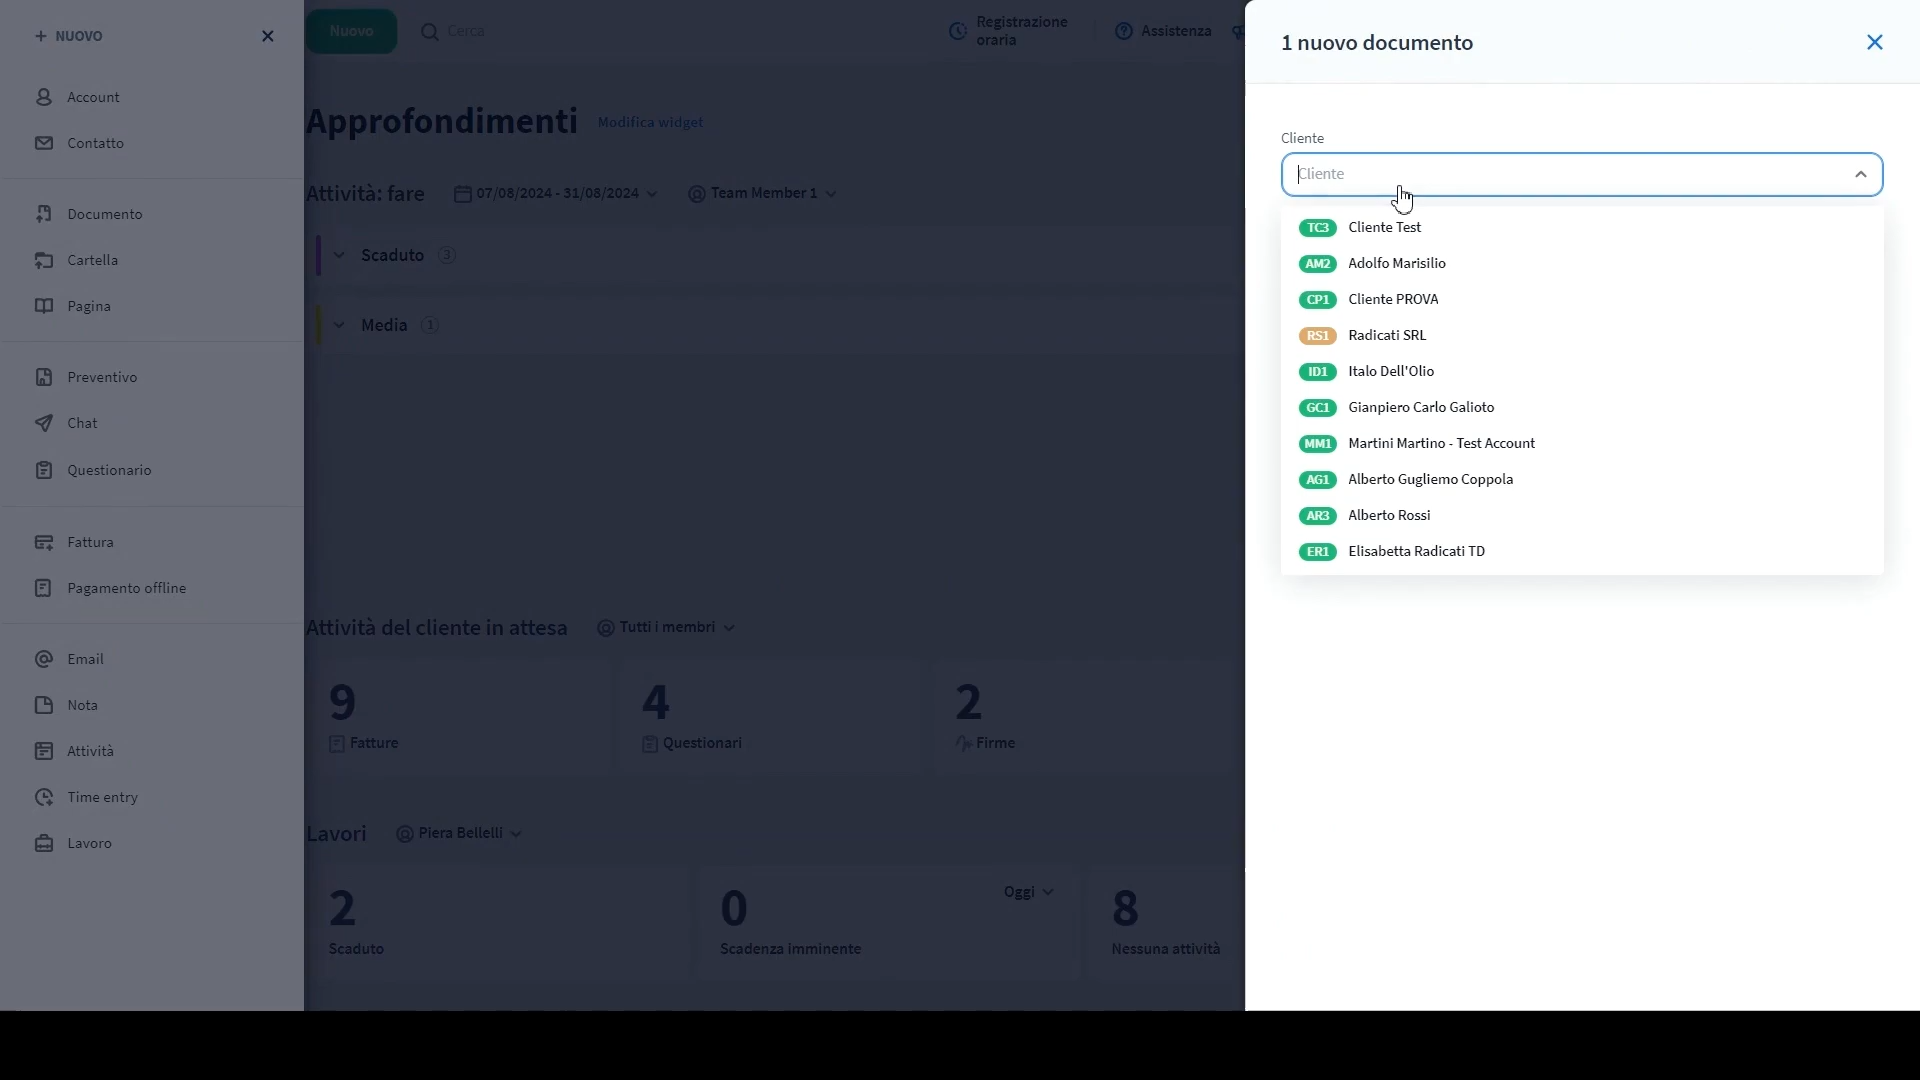 NUOVO
Account
Contatto
Documento
Cartella
Pagina
Preventivo
Chat
Questionario
Fattura
Pagamento offline
Email
Nota
Attività
Time entry
Lavoro
Nuovo
Cerca
Registrazione
oraria
Assistenza
Approfondimenti
Modifica widget
Attività: fare
07/08/2024 - 31/08/2024
Team Member 1
Scaduto 3
Media 1
Attività del cliente in attesa
Tutti i membri
9
Fatture
4
Questionari
2
Firme
Lavori
Piera Bellelli
2
Scaduto
0
Scadenza imminente
Oggi
8
Nessuna attività
1 nuovo documento
Cliente
Cliente
TC3 Cliente Test
AM2 Adolfo Marisilio
CP1 Cliente PROVA
RS1 Radicati SRL
ID1 Italo Dell'Olio
GC1 Gianpiero Carlo Galioto
MM1 Martini Martino - Test Account
AG1 Alberto Gugliemo Coppola
AR3 Alberto Rossi
ER1 Elisabetta Radicati TD